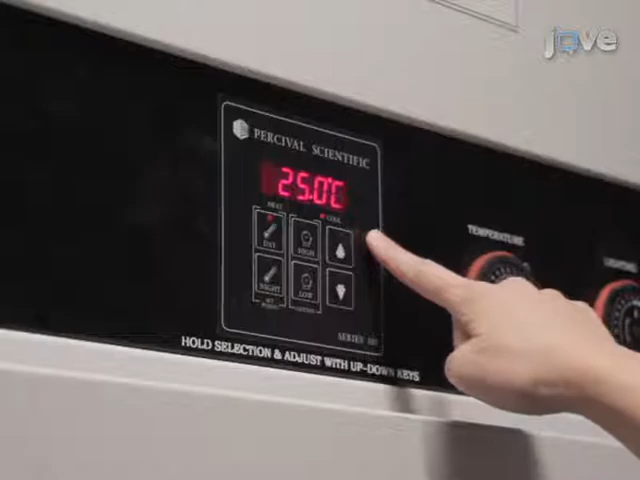 jove
PERCIVAL SCIENTIFIC
25.0°C
HEAT
COOL
DAY
HIGH
NIGHT
LOW
SERIES
HOLD SELECTION & ADJUST WITH UP-DOWN KEYS
TEMPERATURE